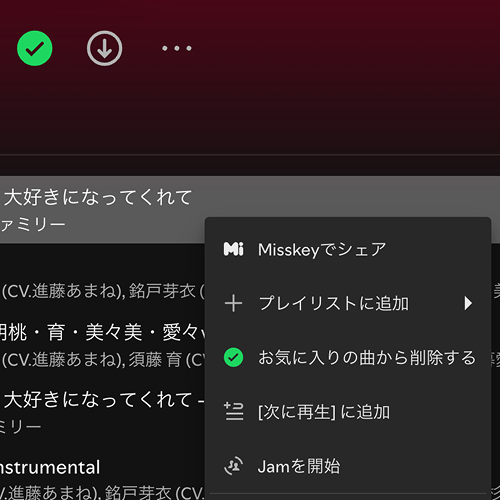 大好きになってくれて
ァミリー
Mi Misskeyでシェア
(CV.進藤あまね), 銘戸芽衣 (
プレイリストに追加
胡桃・育・美々美・愛々
(CV.進藤あまね), 須藤 育 (C
お気に入りの曲から削除する
大好きになってくれて -
ミリー
[次に再生] に追加
nstrumental
Jamを開始
V.進藤あまね), 銘戸芽衣 (CV.